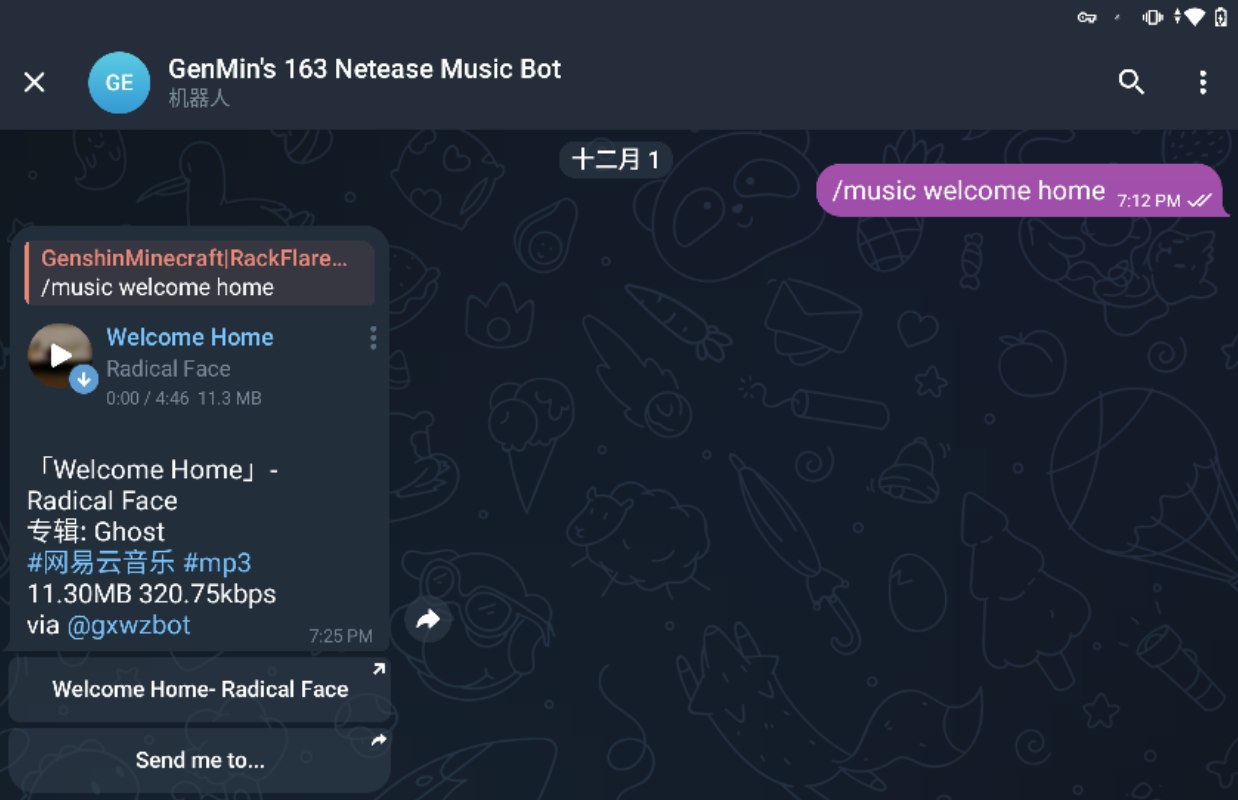 GE
GenMin's 163 Netease Music Bot
机器人
十二月 1
/music welcome home 7:12 PM
GenshinMinecraft|RackFlare...
/music welcome home
Welcome Home
Radical Face
0:00 / 4:46 11.3 MB
「Welcome Home」-
Radical Face
专辑: Ghost
#网易云音乐 #mp3
11.30MB 320.75kbps
via @gxwzbot
7:25 PM
Welcome Home- Radical Face
Send me to...